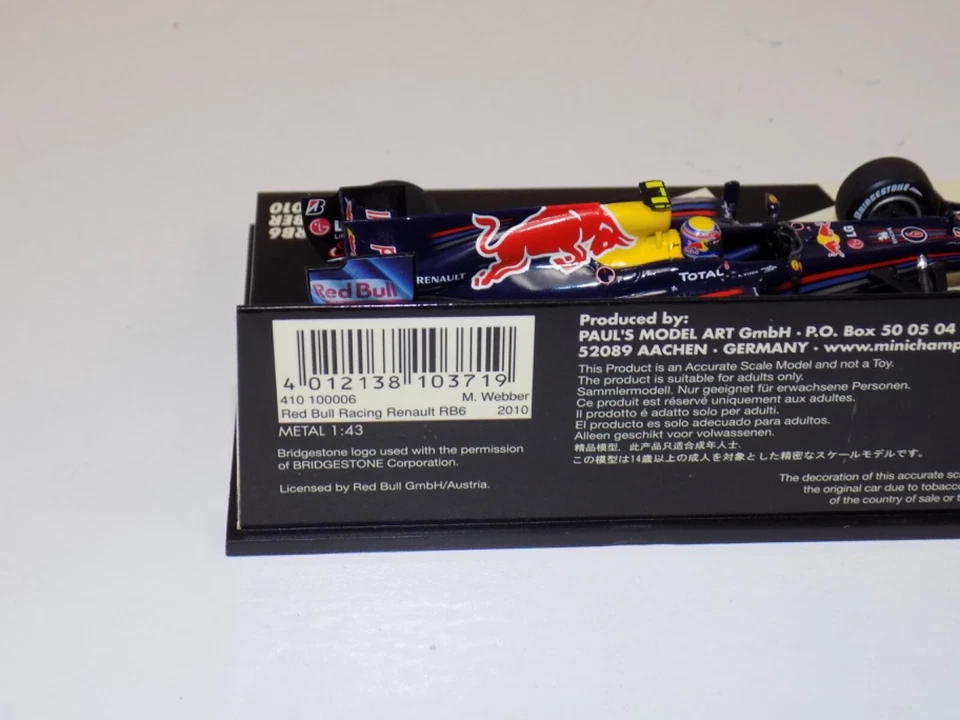 RB6
2010
BRIDGESTONE
LG
Red Bull
RENAULT
TOTAL
LG
6
4 012138 103719
410 100006 M. Webber
Red Bull Racing Renault RB6 2010
METAL 1:43
Bridgestone logo used with the permission
of BRIDGESTONE Corporation.
Licensed by Red Bull GmbH/Austria.
Produced by:
PAUL'S MODEL ART GmbH · P.O. Box 50 05 04
52089 AACHEN · GERMANY · www.minichamp
This Product is an Accurate Scale Model and not a Toy.
The product is suitable for adults only.
Sammlermodell. Nur geeignet für erwachsene Personen.
Ce produit est réservé uniquement aux adultes.
Il prodotto é adatto solo per adulti.
El producto es solo adecuado para adultos.
Alleen geschikt voor volwassenen.
精品模型，此产品只适合成年人士.
この模型は14歳以上の成人を対象とした精密なスケールモデルです。
The decoration of this accurate sca
the original car due to tobacco
of the country of sale or t